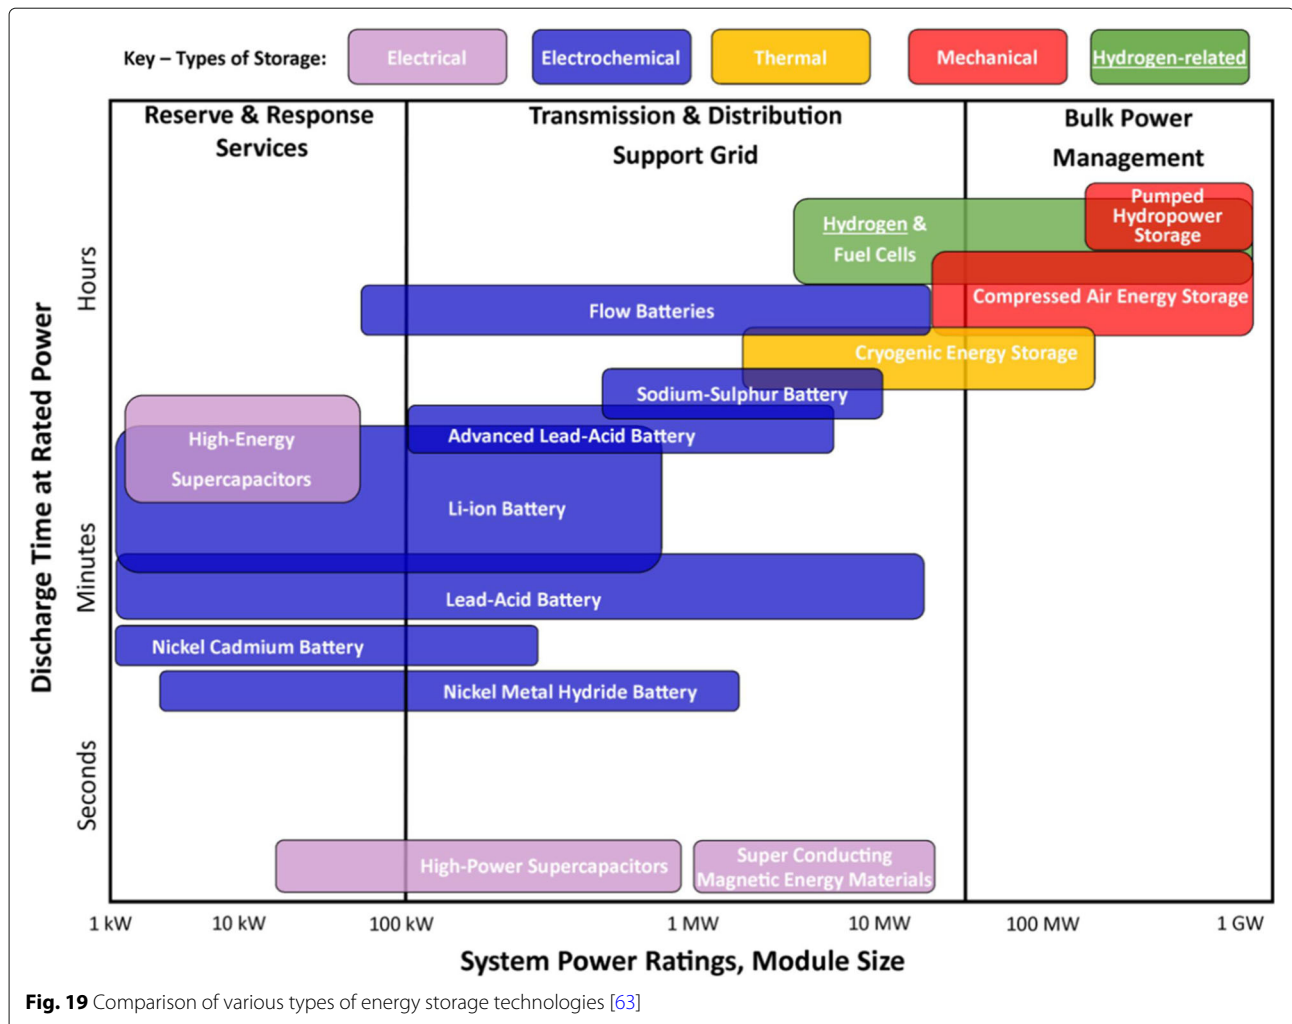 Key – Types of Storage:
Electrical
Electrochemical
Thermal
Mechanical
Hydrogen-related
Reserve & Response
Services
Transmission & Distribution
Support Grid
Bulk Power
Management
Discharge Time at Rated Power
Hours
Minutes
Seconds
Pumped
Hydropower
Storage
Hydrogen &
Fuel Cells
Compressed Air Energy Storage
Flow Batteries
Cryogenic Energy Storage
Sodium-Sulphur Battery
Advanced Lead-Acid Battery
High-Energy
Supercapacitors
Li-ion Battery
Lead-Acid Battery
Nickel Cadmium Battery
Nickel Metal Hydride Battery
High-Power Supercapacitors
Super Conducting
Magnetic Energy Materials
1 kW
10 kW
100 kW
1 MW
10 MW
100 MW
1 GW
System Power Ratings, Module Size
Fig. 19 Comparison of various types of energy storage technologies [63]